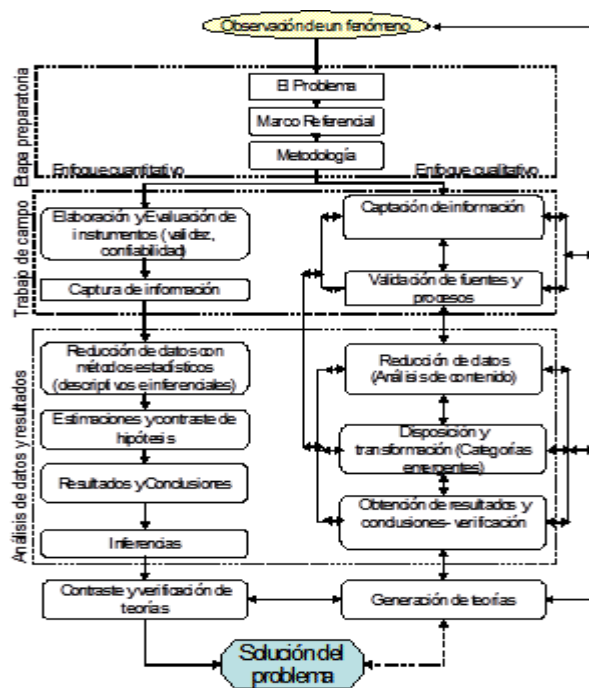 Observación de un fenómeno
Etapa preparatoria
El Problema
Marco Referencial
Metodología
Enfoque cuantitativo
Enfoque cualitativo
Trabajo de campo
Elaboración y Evaluación de
instrumentos (validez,
confiabilidad)
Captura de información
Captación de información
Validación de fuentes y
procesos
Análisis de datos y resultados
Reducción de datos con
métodos estadísticos
(descriptivos e inferenciales)
Estimaciones y contraste de
hipótesis
Resultados y Conclusiones
Inferencias
Reducción de datos
(Análisis de contenido)
Disposición y
transformación (Categorías
emergentes)
Obtención de resultados y
conclusiones- verificación
Contraste y verificación de
teorías
Generación de teorías
Solución del
problema